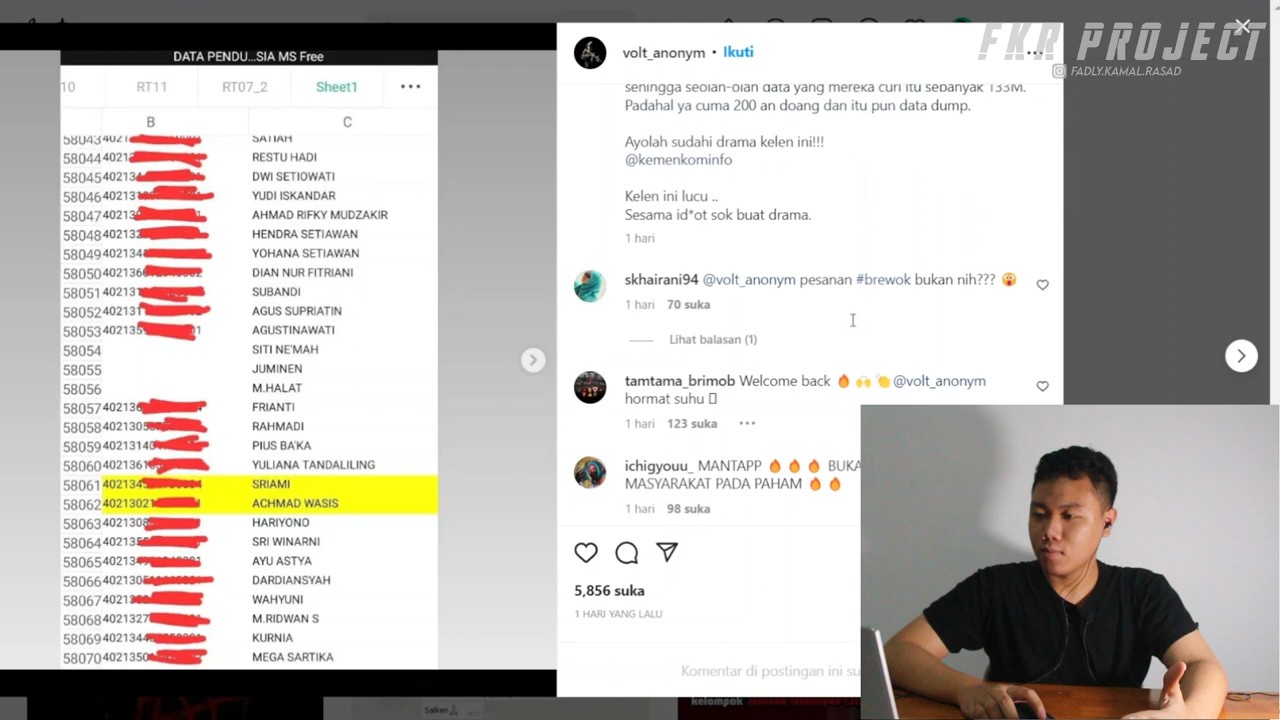 DATA PENDU...SIA MS Free
10 RT11 RT07_2 Sheet1 •••
B C
58043 SATIAH
58044 RESTU HADI
58045 DWI SETIOWATI
58046 YUDI ISKANDAR
58047 AHMAD RIFKY MUDZAKIR
58048 HENDRA SETIAWAN
58049 YOHANA SETIAWAN
58050 DIAN NUR FITRIANI
58051 SUBANDI
58052 AGUS SUPRIATIN
58053 AGUSTINAWATI
58054 SITI NE'MAH
58055 JUMINEN
58056 M.HALAT
58057 FRIANTI
58058 RAHMADI
58059 PIUS BA'KA
58060 YULIANA TANDALILING
58061 SRIAMI
58062 ACHMAD WASIS
58063 HARIYONO
58064 SRI WINARNI
58065 AYU ASTYA
58066 DARDIANSYAH
58067 WAHYUNI
58068 M.RIDWAN S
58069 KURNIA
58070 MEGA SARTIKA
volt_anonym • Ikuti
sehingga seolah-olah data yang mereka curi itu sebanyak 133M.
Padahal ya cuma 200 an doang dan itu pun data dump.
Ayolah sudahi drama kelen ini!!!
@kemenkominfo
Kelen ini lucu ..
Sesama id*ot sok buat drama.
1 hari
skhairani94 @volt_anonym pesanan #brewok bukan nih??? 😲
1 hari 70 suka
Lihat balasan (1)
tamtama_brimob Welcome back 🔥 🙌 👏 @volt_anonym
hormat suhu
1 hari 123 suka •••
ichigyouu_ MANTAPP 🔥 🔥 🔥 BUKA
MASYARAKAT PADA PAHAM 🔥 🔥
1 hari 98 suka
5,856 suka
1 HARI YANG LALU
Komentar di postingan ini su
FKR PROJECT
FADLY.KAMAL.RASAD
Salken
kelompok